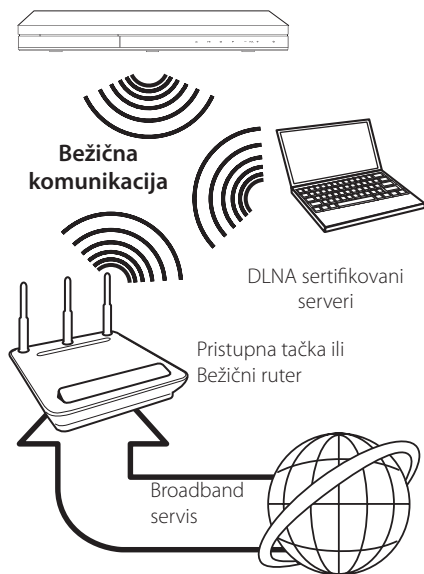 Bežična
komunikacija
DLNA sertifikovani
serveri
Pristupna tačka ili
Bežični ruter
Broadband
servis